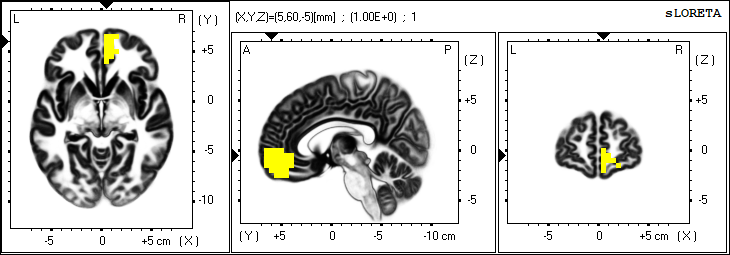 (X,Y,Z)=(5,60,-5)[mm] ; (1.00E+0) ; 1
sLORETA
L R (Y)
+5
0
-5
-10
-5 0 +5 cm (X)
A P (Z)
+5
0
-5
(Y) +5 0 -5 -10 cm
L R (Z)
+5
0
-5
-5 0 +5 cm (X)